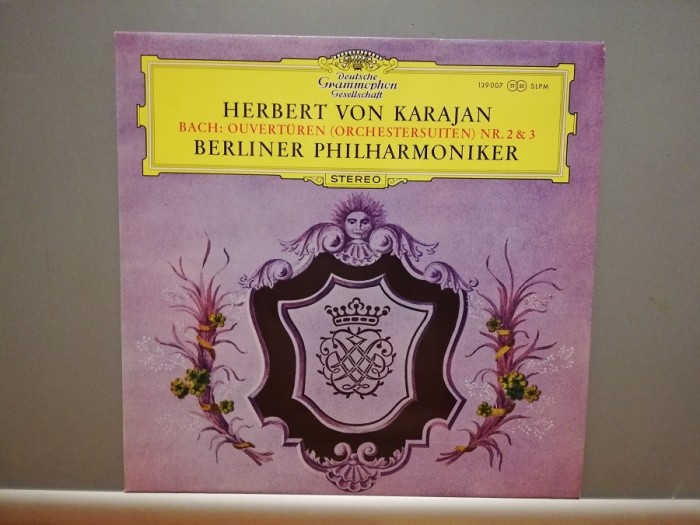 Deutsche
Grammophon
Gesellschaft
139 007 SLPM
HERBERT VON KARAJAN
BACH: OUVERTÜREN (ORCHESTERSUITEN) NR. 2 & 3
BERLINER PHILHARMONIKER
STEREO